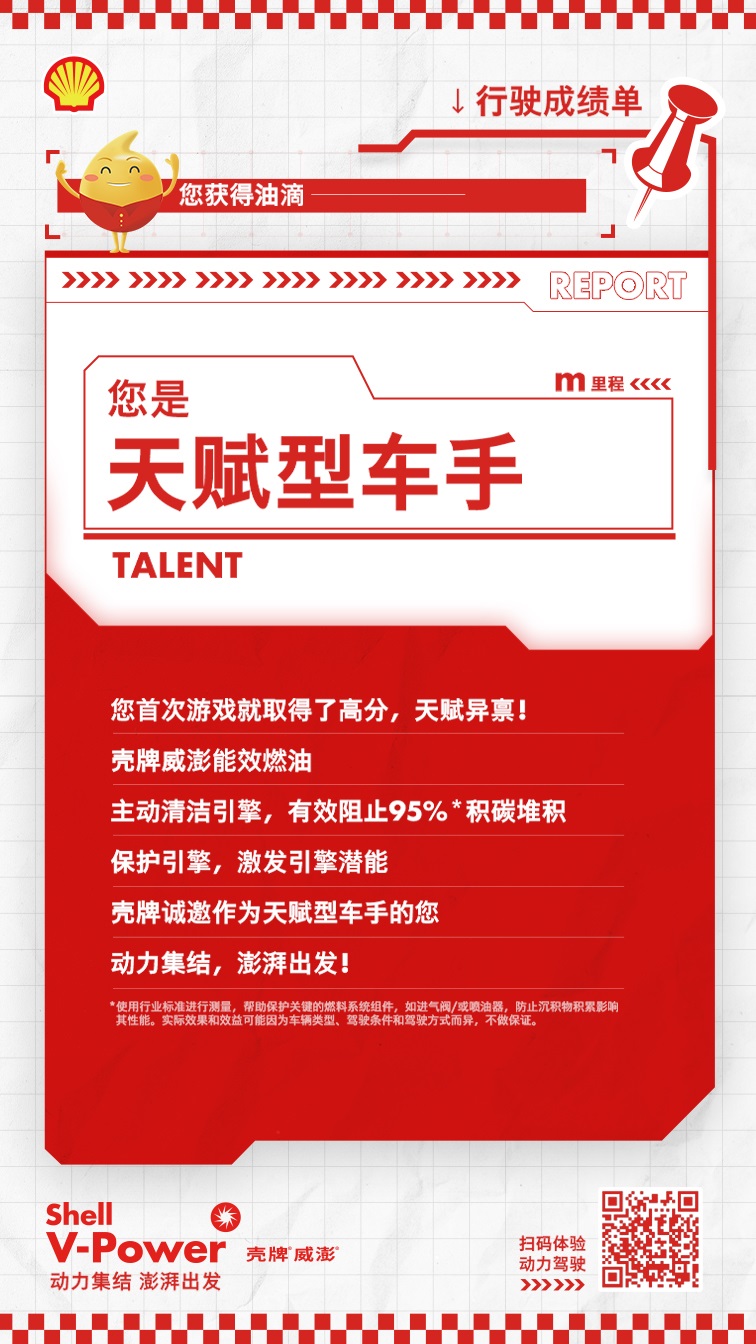 ↓行驶成绩单
您获得油滴
REPORT
m 里程
您是
天赋型车手
TALENT
您首次游戏就取得了高分，天赋异禀！
壳牌威澎能效燃油
主动清洁引擎，有效阻止95%*积碳堆积
保护引擎，激发引擎潜能
壳牌诚邀作为天赋型车手的您
动力集结，澎湃出发！
*使用行业标准进行测量，帮助保护关键的燃料系统组件，如进气阀/或喷油器，防止沉积物积累影响
其性能。实际效果和效益可能因为车辆类型、驾驶条件和驾驶方式而异，不做保证。
Shell
V-Power 壳牌®威澎®
动力集结 澎湃出发
扫码体验
动力驾驶